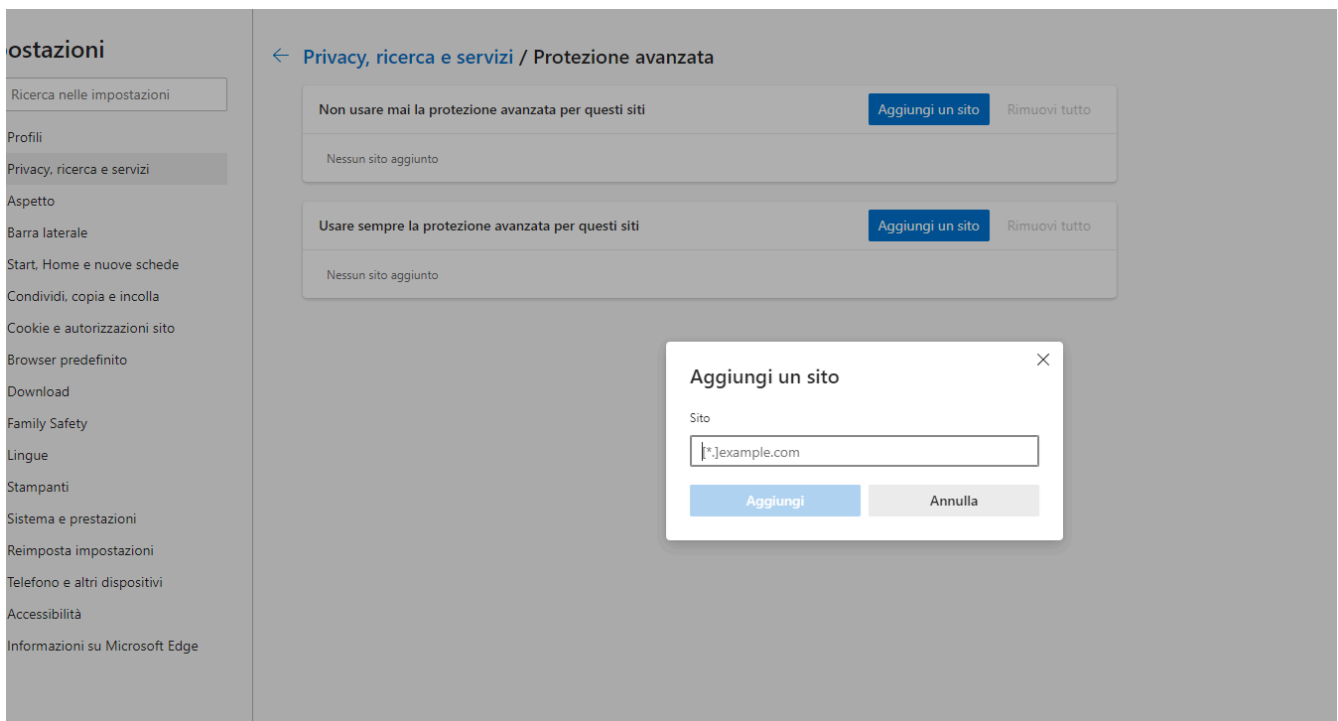 ostazioni
Ricerca nelle impostazioni
Profili
Privacy, ricerca e servizi
Aspetto
Barra laterale
Start, Home e nuove schede
Condividi, copia e incolla
Cookie e autorizzazioni sito
Browser predefinito
Download
Family Safety
Lingue
Stampanti
Sistema e prestazioni
Reimposta impostazioni
Telefono e altri dispositivi
Accessibilità
Informazioni su Microsoft Edge
Privacy, ricerca e servizi / Protezione avanzata
Non usare mai la protezione avanzata per questi siti Aggiungi un sito Rimuovi tutto
Nessun sito aggiunto
Usare sempre la protezione avanzata per questi siti Aggiungi un sito Rimuovi tutto
Nessun sito aggiunto
Aggiungi un sito
Sito
[*.]example.com
Aggiungi Annulla